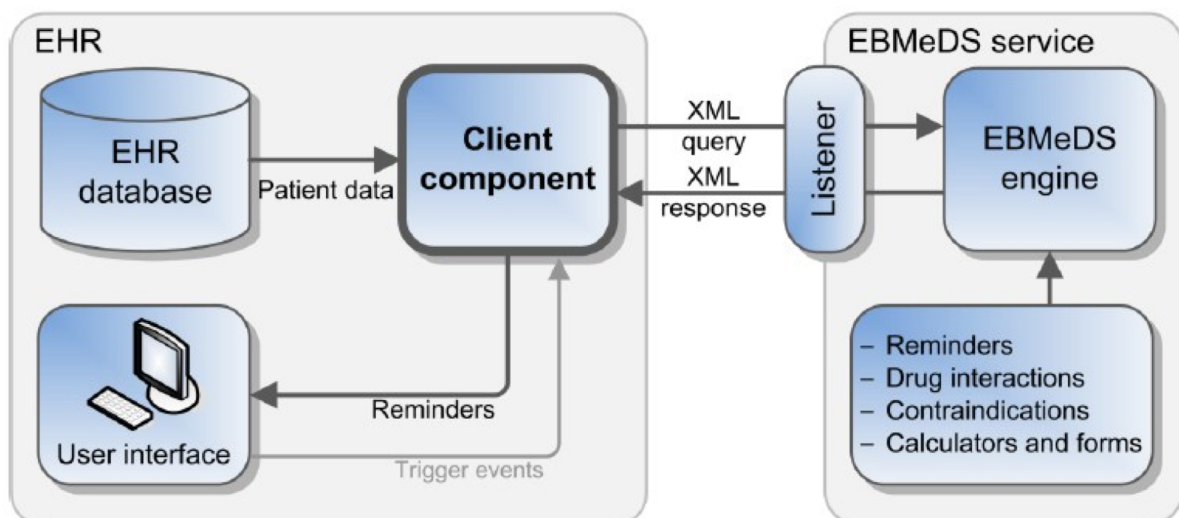 EHR
EHR
database
Patient data
Client
component
XML
query
XML
response
User interface
Reminders
Trigger events
EBMeDS service
Listener
EBMeDS
engine
– Reminders
– Drug interactions
– Contraindications
– Calculators and forms